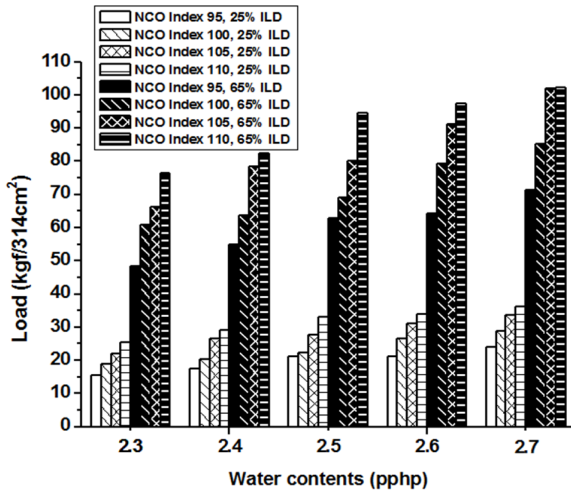 NCO Index 95, 25% ILD
NCO Index 100, 25% ILD
NCO Index 105, 25% ILD
NCO Index 110, 25% ILD
NCO Index 95, 65% ILD
NCO Index 100, 65% ILD
NCO Index 105, 65% ILD
NCO Index 110, 65% ILD
Load (kgf/314cm²)
110
100
90
80
70
60
50
40
30
20
10
0
2.3 2.4 2.5 2.6 2.7
Water contents (pphp)